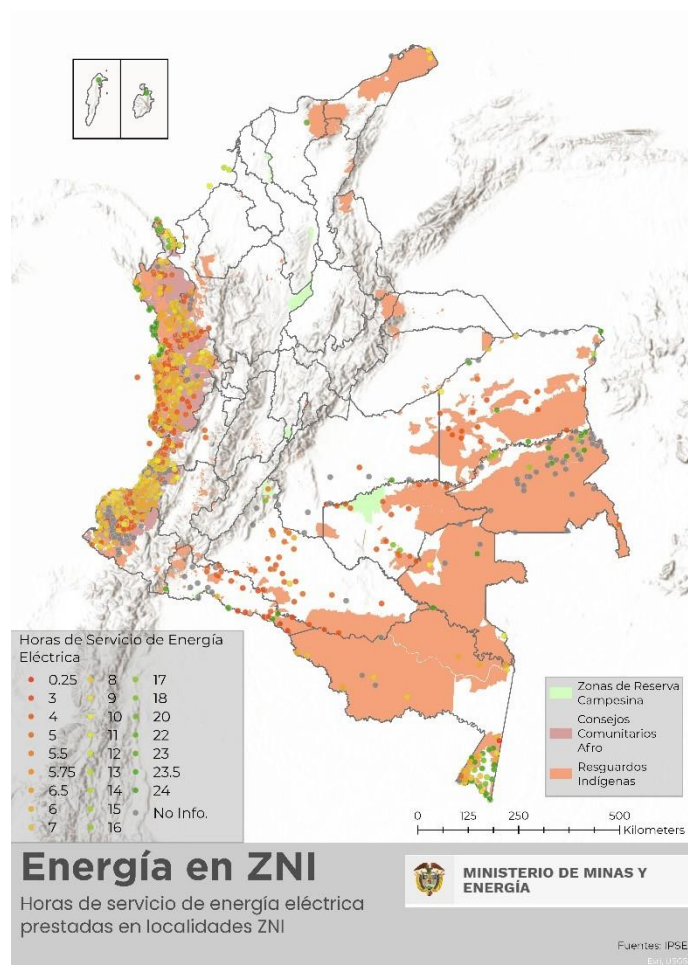 Horas de Servicio de Energía
Eléctrica
0.25
3
4
5
5.5
5.75
6.5
6
7
8
9
10
11
12
13
14
15
16
17
18
20
22
23
23.5
24
No Info.
Zonas de Reserva
Campesina
Consejos
Comunitarios
Afro
Resguardos
Indígenas
0 125 250 500
Kilometers
Energía en ZNI
Horas de servicio de energía eléctrica
prestadas en localidades ZNI
MINISTERIO DE MINAS Y
ENERGÍA
Fuentes: IPSE
Esri, USGS